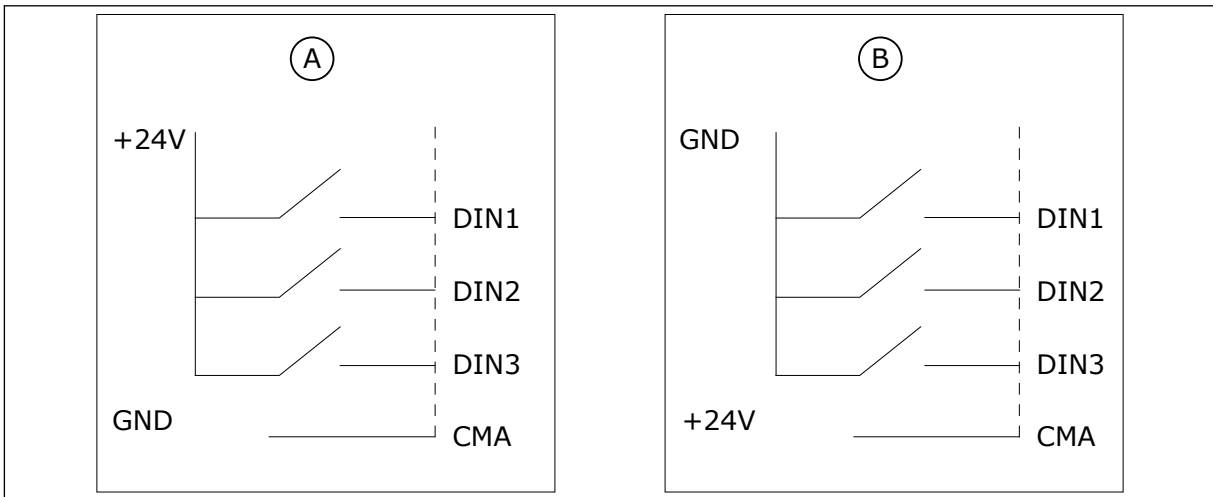 A
+24V
DIN1
DIN2
DIN3
GND
CMA
B
GND
DIN1
DIN2
DIN3
+24V
CMA